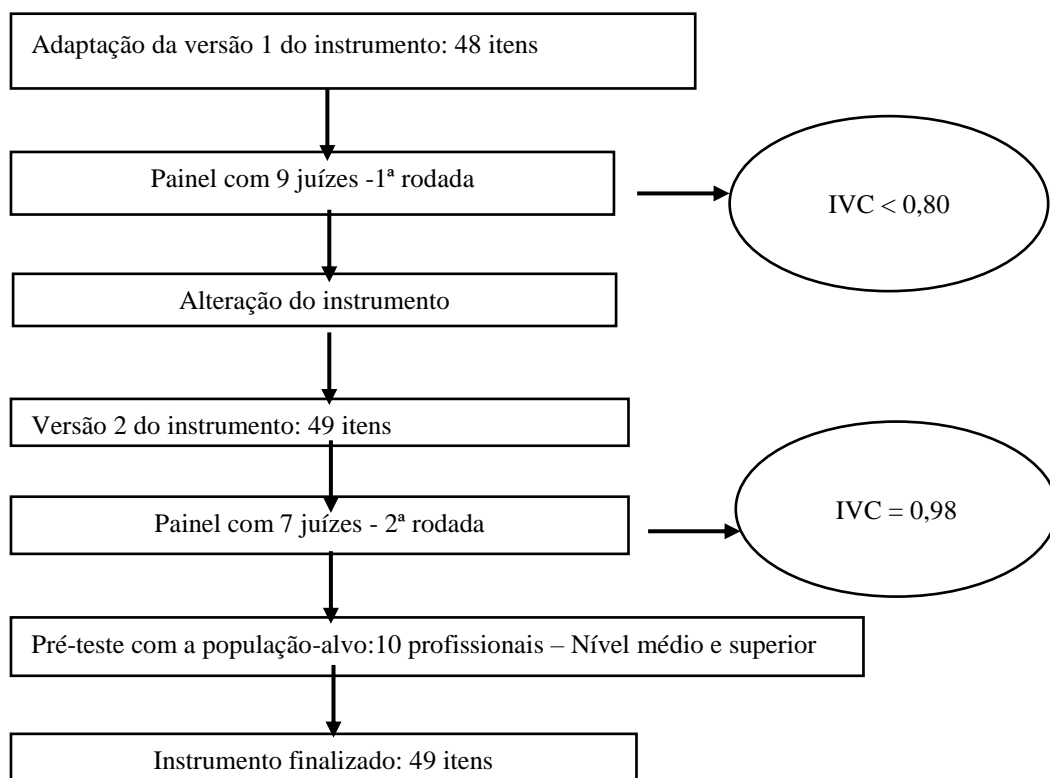 Adaptação da versão 1 do instrumento: 48 itens
Painel com 9 juízes -1ª rodada
IVC < 0,80
Alteração do instrumento
Versão 2 do instrumento: 49 itens
Painel com 7 juízes - 2ª rodada
IVC = 0,98
Pré-teste com a população-alvo:10 profissionais – Nível médio e superior
Instrumento finalizado: 49 itens